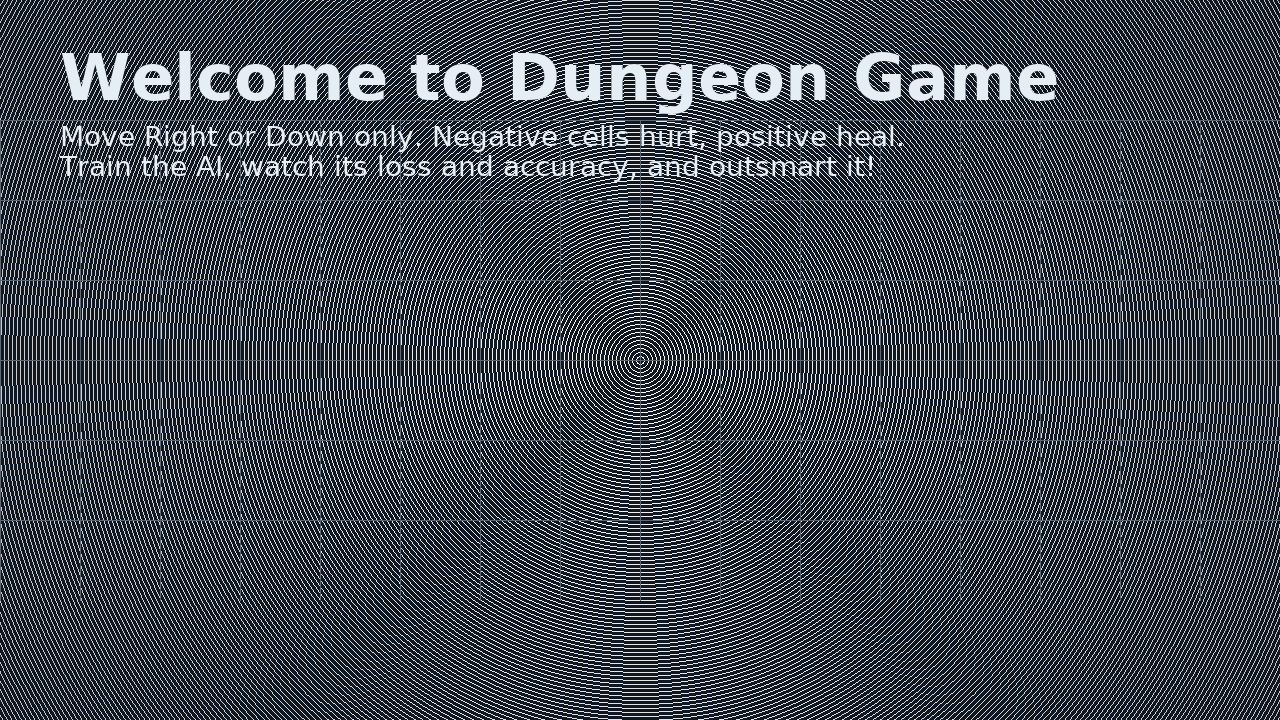 Welcome to Dungeon Game
Move Right or Down only. Negative cells hurt, positive heal.
Train the AI, watch its loss and accuracy, and outsmart it!